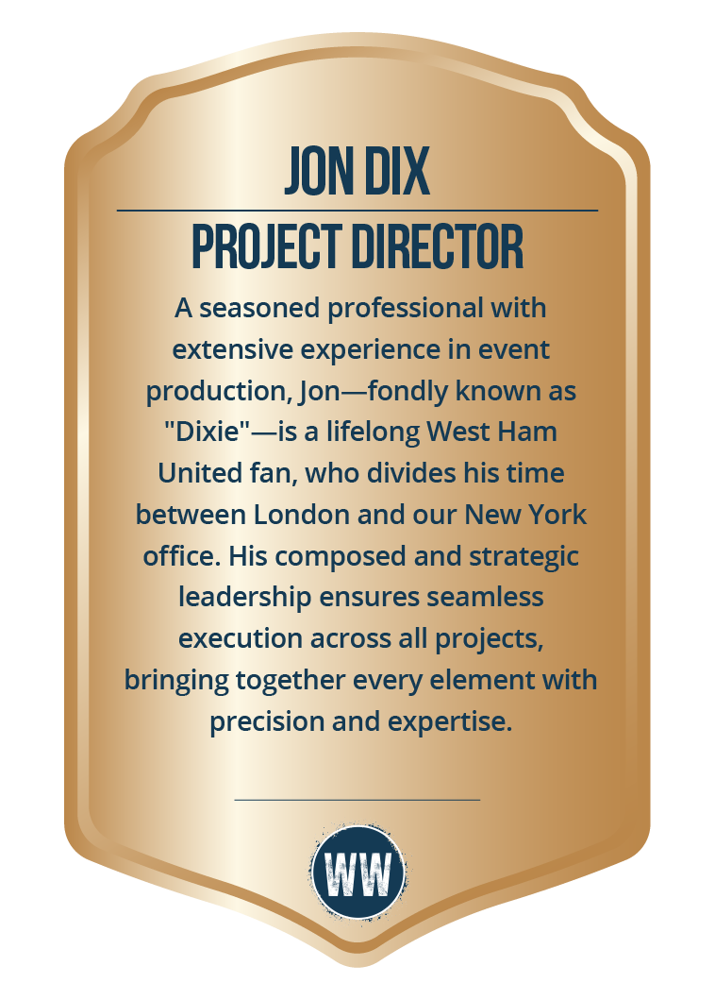 JON DIX
PROJECT DIRECTOR
A seasoned professional with
extensive experience in event
production, Jon—fondly known as
"Dixie"—is a lifelong West Ham
United fan, who divides his time
between London and our New York
office. His composed and strategic
leadership ensures seamless
execution across all projects,
bringing together every element with
precision and expertise.
WW